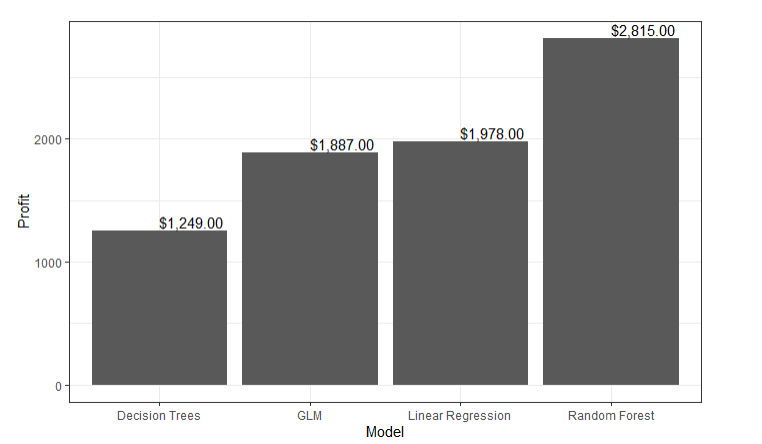 $2,815.00
$1,978.00
$1,887.00
$1,249.00
2000
1000
0
Profit
Decision Trees
GLM
Linear Regression
Random Forest
Model